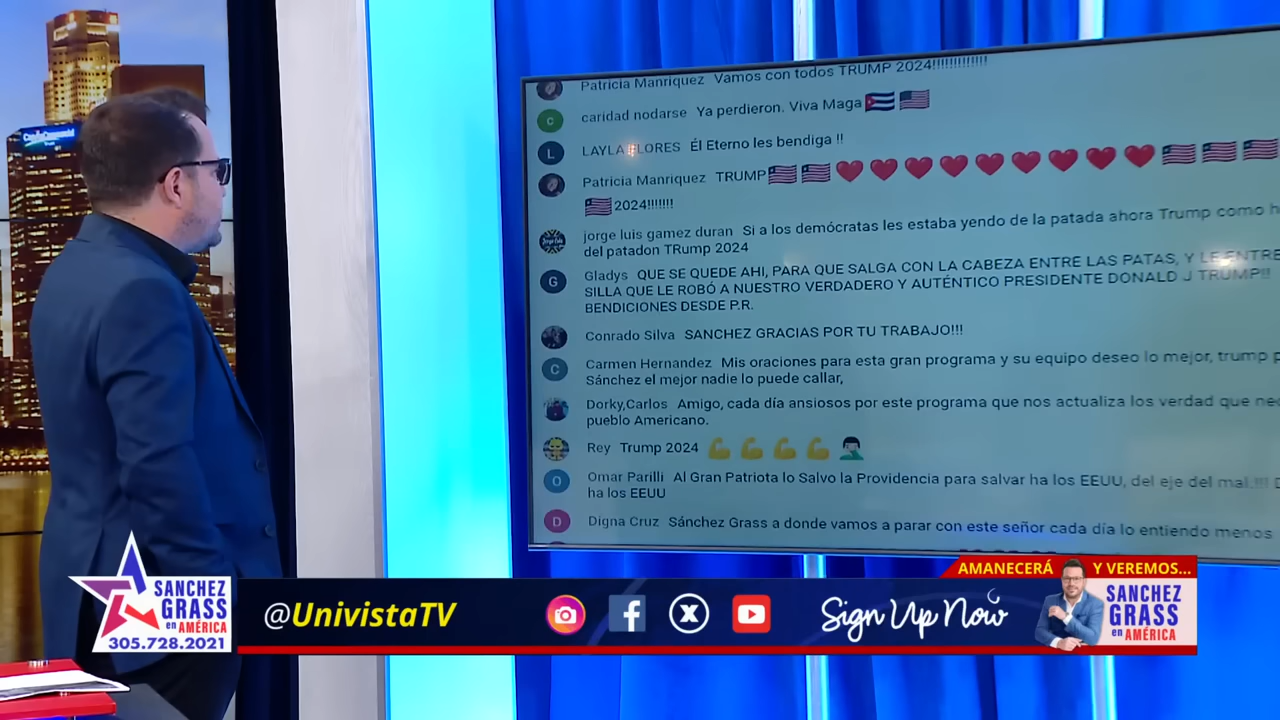 Patricia Manriquez Vamos con todos TRUMP 2024!!!!!!!!!!!!!
caridad nodarse Ya perdieron. Viva Maga
LAYLA FLORES Él Eterno les bendiga !!
Patricia Manriquez TRUMP
2024!!!!!!!
jorge luis gamez duran Si a los demócratas les estaba yendo de la patada ahora Trump como
del patadon TRump 2024
Gladys QUE SE QUEDE AHI, PARA QUE SALGA CON LA CABEZA ENTRE LAS PATAS, Y LE ENTRE
SILLA QUE LE ROBÓ A NUESTRO VERDADERO Y AUTÉNTICO PRESIDENTE DONALD J TRUMP!!
BENDICIONES DESDE P.R.
Conrado Silva SANCHEZ GRACIAS POR TU TRABAJO!!!
Carmen Hernandez Mis oraciones para esta gran programa y su equipo deseo lo mejor, trump
Sánchez el mejor nadie lo puede callar,
Dorky,Carlos Amigo, cada día ansiosos por este programa que nos actualiza los verdad que
pueblo Americano.
Rey Trump 2024
Omar Parilli Al Gran Patriota lo Salvo la Providencia para salvar ha los EEUU, del eje del mal.!!!
ha los EEUU
Digna Cruz Sánchez Grass a donde vamos a parar con este señor cada día lo entiendo menos
C
L
G
C
O
D
SANCHEZ
GRASS
en AMÉRICA
305.728.2021
@UnivistaTV
Sign Up Now
AMANECERÁ Y VEREMOS...
SANCHEZ
GRASS
en AMÉRICA